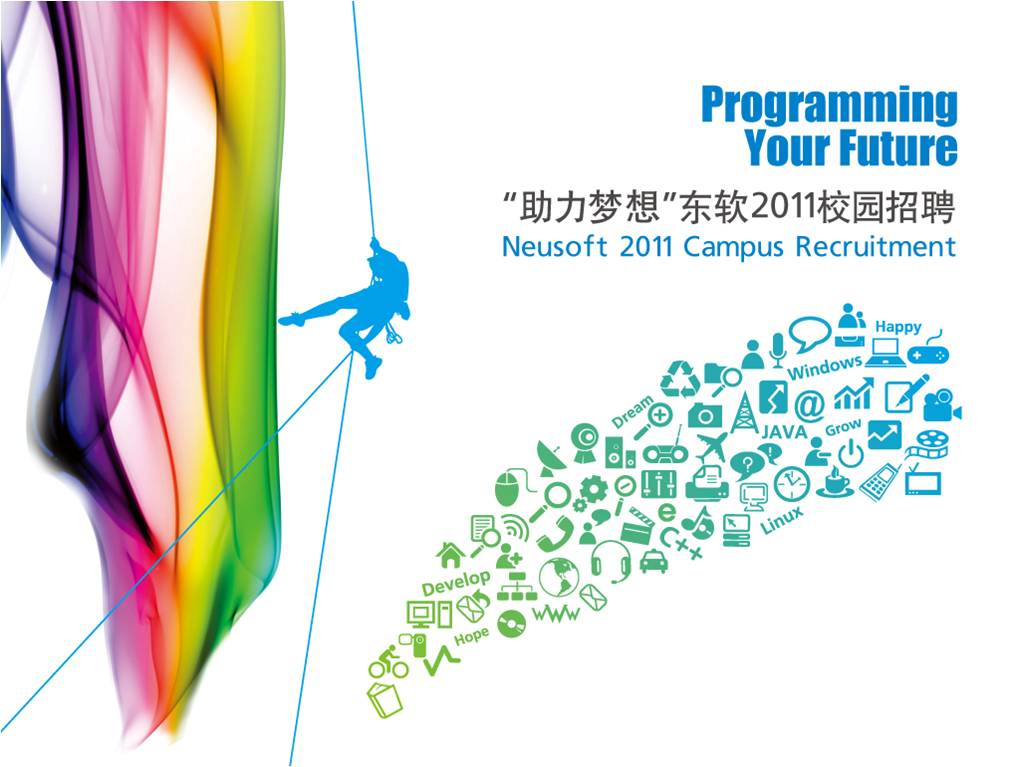 Programming
Your Future
“助力梦想”东软2011校园招聘
Neusoft 2011 Campus Recruitment
Happy
Windows
Dream
@
JAVA
Grow
?
!
e
Linux
C++
Develop
WWW
Hope